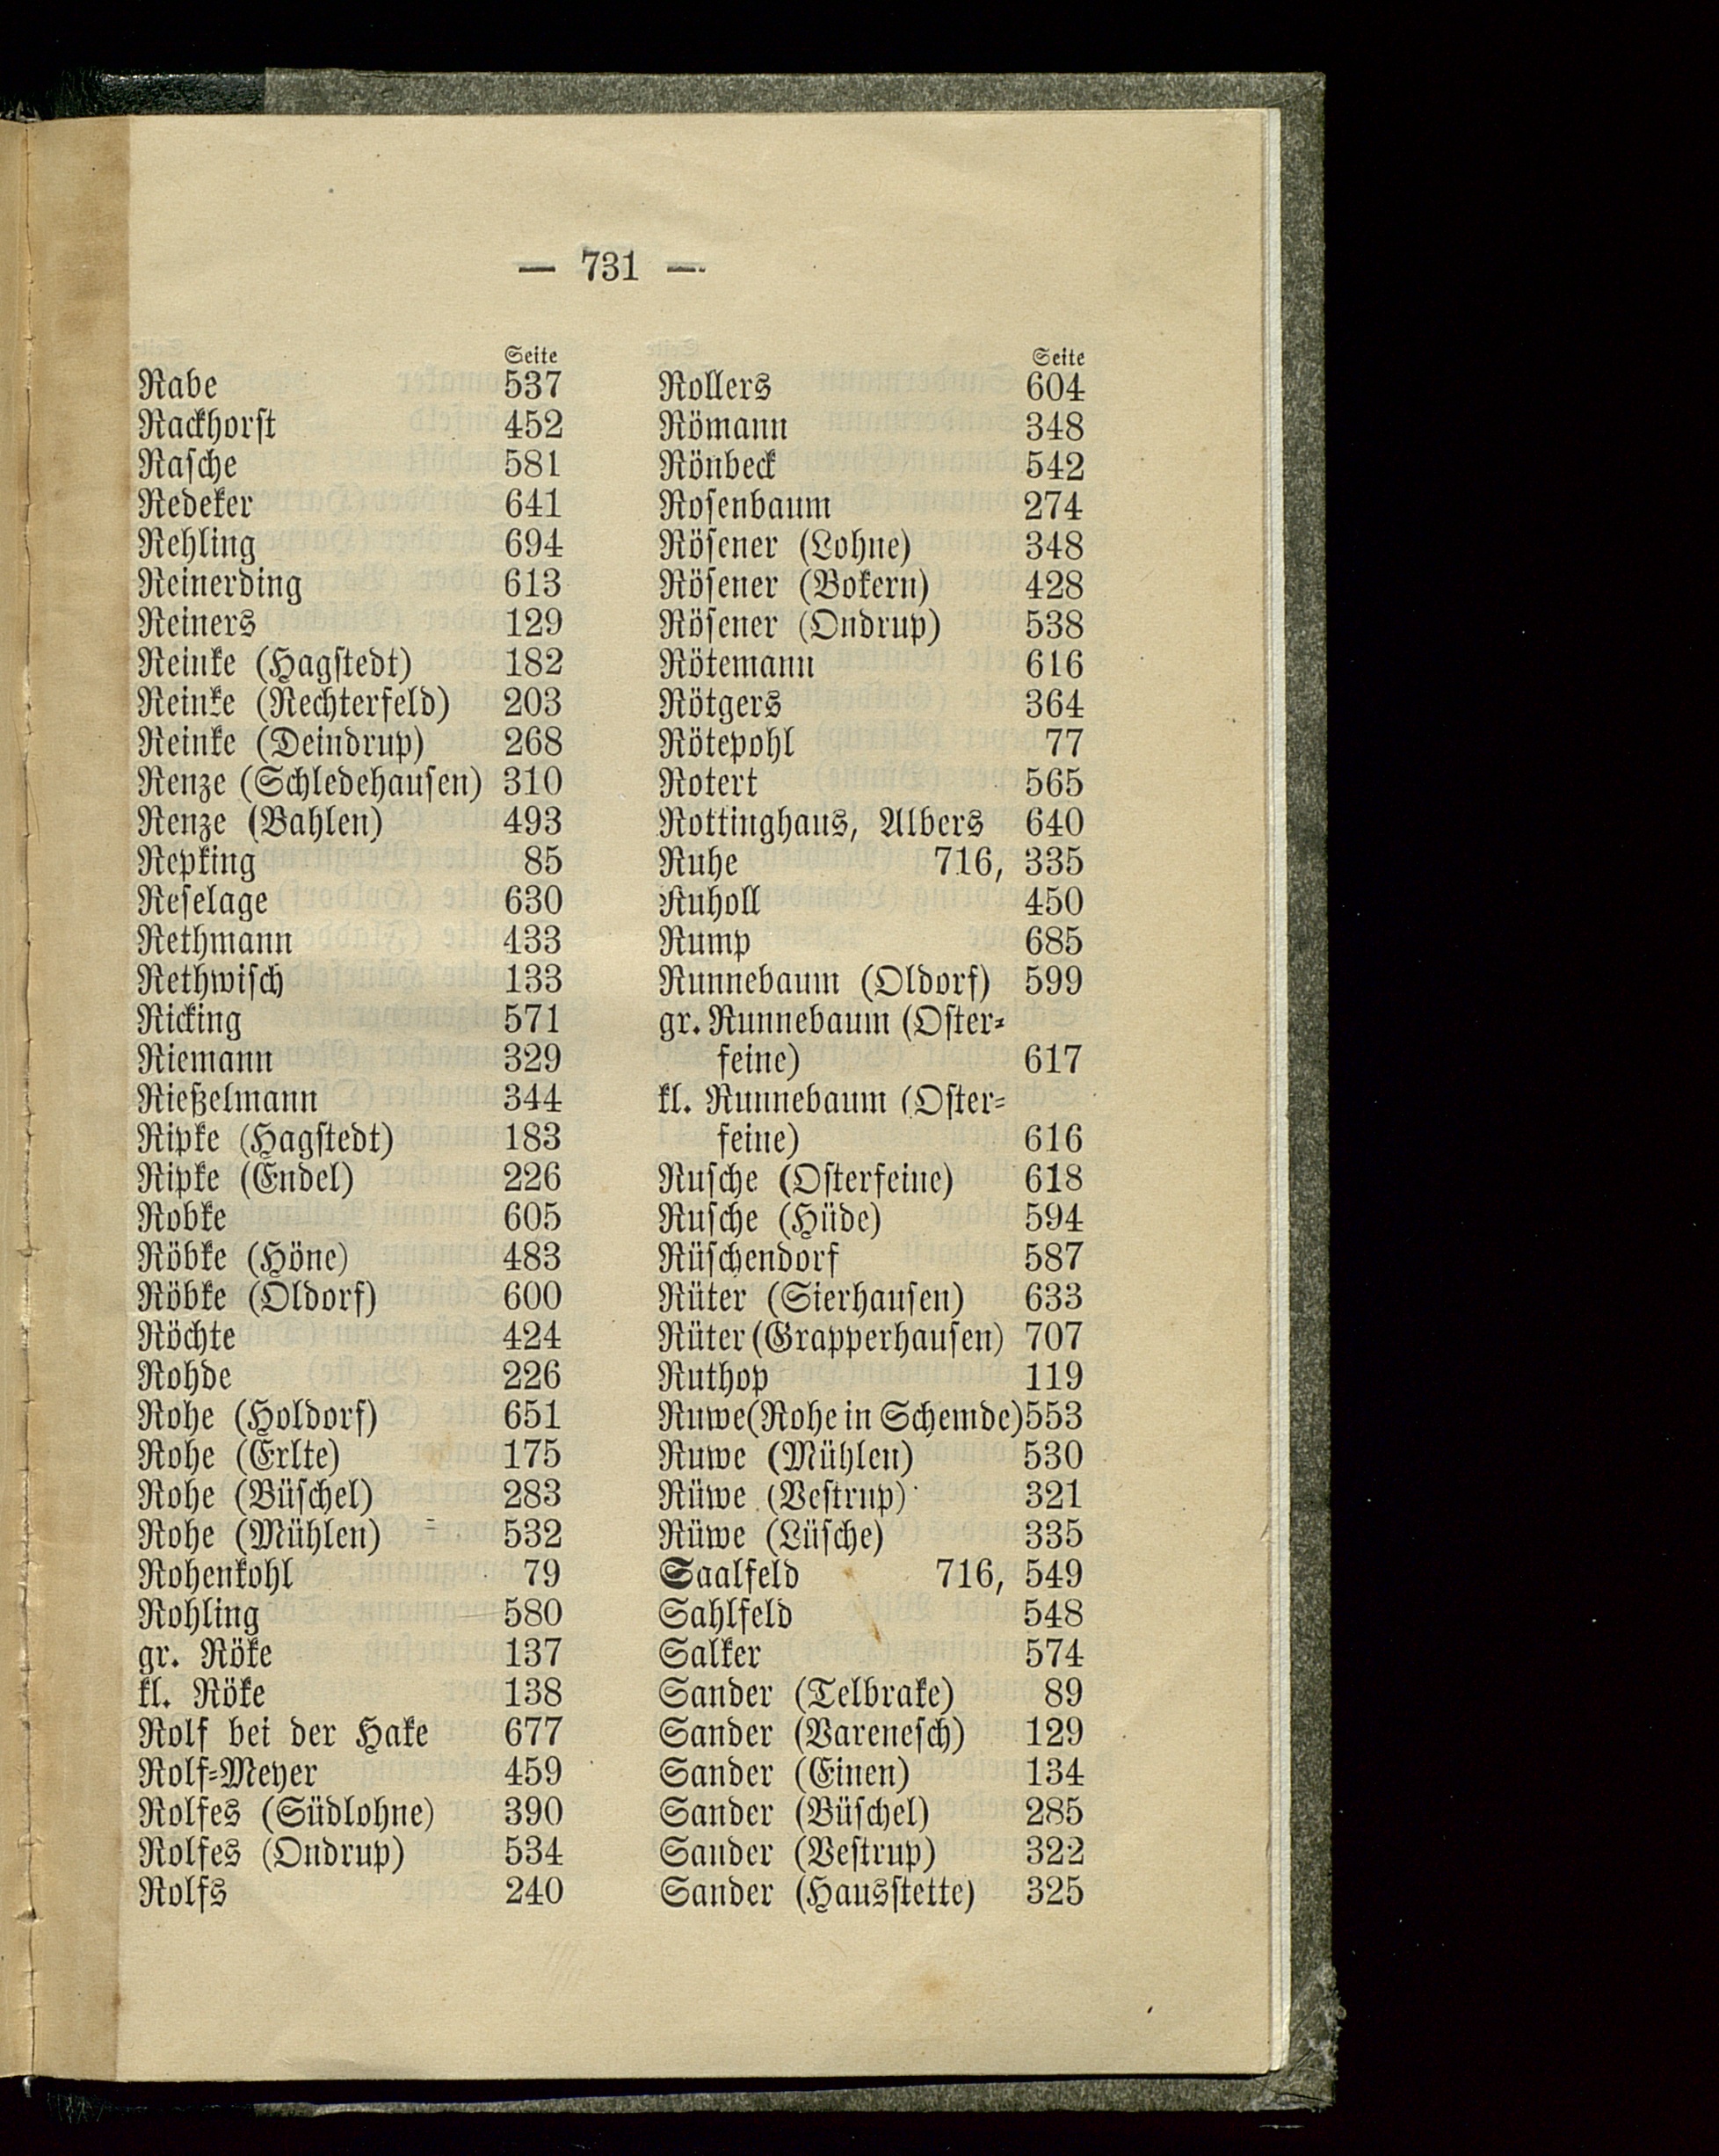 — 731 —
Seite
Rabe 537
Rackhorst 452
Rasche 581
Redeker 641
Rehling 694
Reinerding 613
Reiners 129
Reinke (Hagstedt) 182
Reinke (Rechterfeld) 203
Reinke (Deindrup) 268
Renze (Schledehausen) 310
Renze (Bahlen) 493
Repking 85
Reselage 630
Rethmann 433
Rethwisch 133
Ricking 571
Riemann 329
Rießelmann 344
Ripke (Hagstedt) 183
Ripke (Endel) 226
Robke 605
Röbke (Höne) 483
Röbke (Oldorf) 600
Röchte 424
Rohde 226
Rohe (Holdorf) 651
Rohe (Erlte) 175
Rohe (Büschel) 283
Rohe (Mühlen) 532
Rohenkohl 79
Rohling 580
gr. Röke 137
kl. Röke 138
Rolf bei der Hake 677
Rolf-Meyer 459
Rolfes (Südlohne) 390
Rolfes (Ondrup) 534
Rolfs 240
Seite
Rollers 604
Römann 348
Rönbeck 542
Rosenbaum 274
Rösener (Lohne) 348
Rösener (Bokern) 428
Rösener (Ondrup) 538
Rötemann 616
Rötgers 364
Rötepohl 77
Rotert 565
Rottinghaus, Albers 640
Ruhe 716, 335
Ruholl 450
Rump 685
Runnebaum (Oldorf) 599
gr. Runnebaum (Oster-
feine) 617
kl. Runnebaum (Oster-
feine) 616
Rusche (Osterfeine) 618
Rusche (Hüde) 594
Rüschendorf 587
Rüter (Sierhausen) 633
Rüter (Grapperhausen) 707
Ruthop 119
Ruwe (Rohe in Schemde) 553
Ruwe (Mühlen) 530
Rüwe (Vestrup) 321
Rüwe (Lüsche) 335
Saalfeld 716, 549
Sahlfeld 548
Salker 574
Sander (Telbrake) 89
Sander (Varenesch) 129
Sander (Einen) 134
Sander (Büschel) 285
Sander (Vestrup) 322
Sander (Hausstette) 325